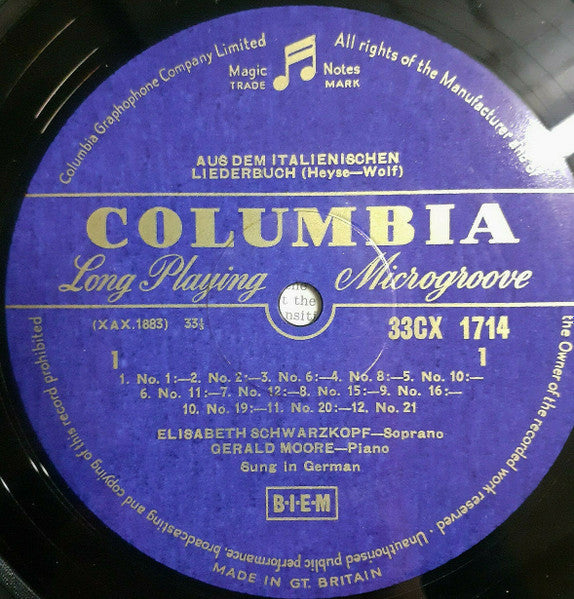 Columbia Graphophone Company Limited
All rights of the Manufacturer and
the Owner of the recorded work reserved · Unauthorised public performance, broadcasting and copying of this record prohibited
Magic Notes
TRADE MARK
AUS DEM ITALIENISCHEN
LIEDERBUCH (Heyse—Wolf)
COLUMBIA
Long Playing Microgroove
(XAX.1883) 33⅓
33CX 1714
1 1
1. No. 1:—2. No. 2:—3. No. 6:—4. No. 8:—5. No. 10:—
6. No. 11:—7. No. 12:—8. No. 15:—9. No. 16:—
10. No. 19:—11. No. 20:—12. No. 21
ELISABETH SCHWARZKOPF—Soprano
GERALD MOORE—Piano
Sung in German
B·I·E·M
MADE IN GT. BRITAIN